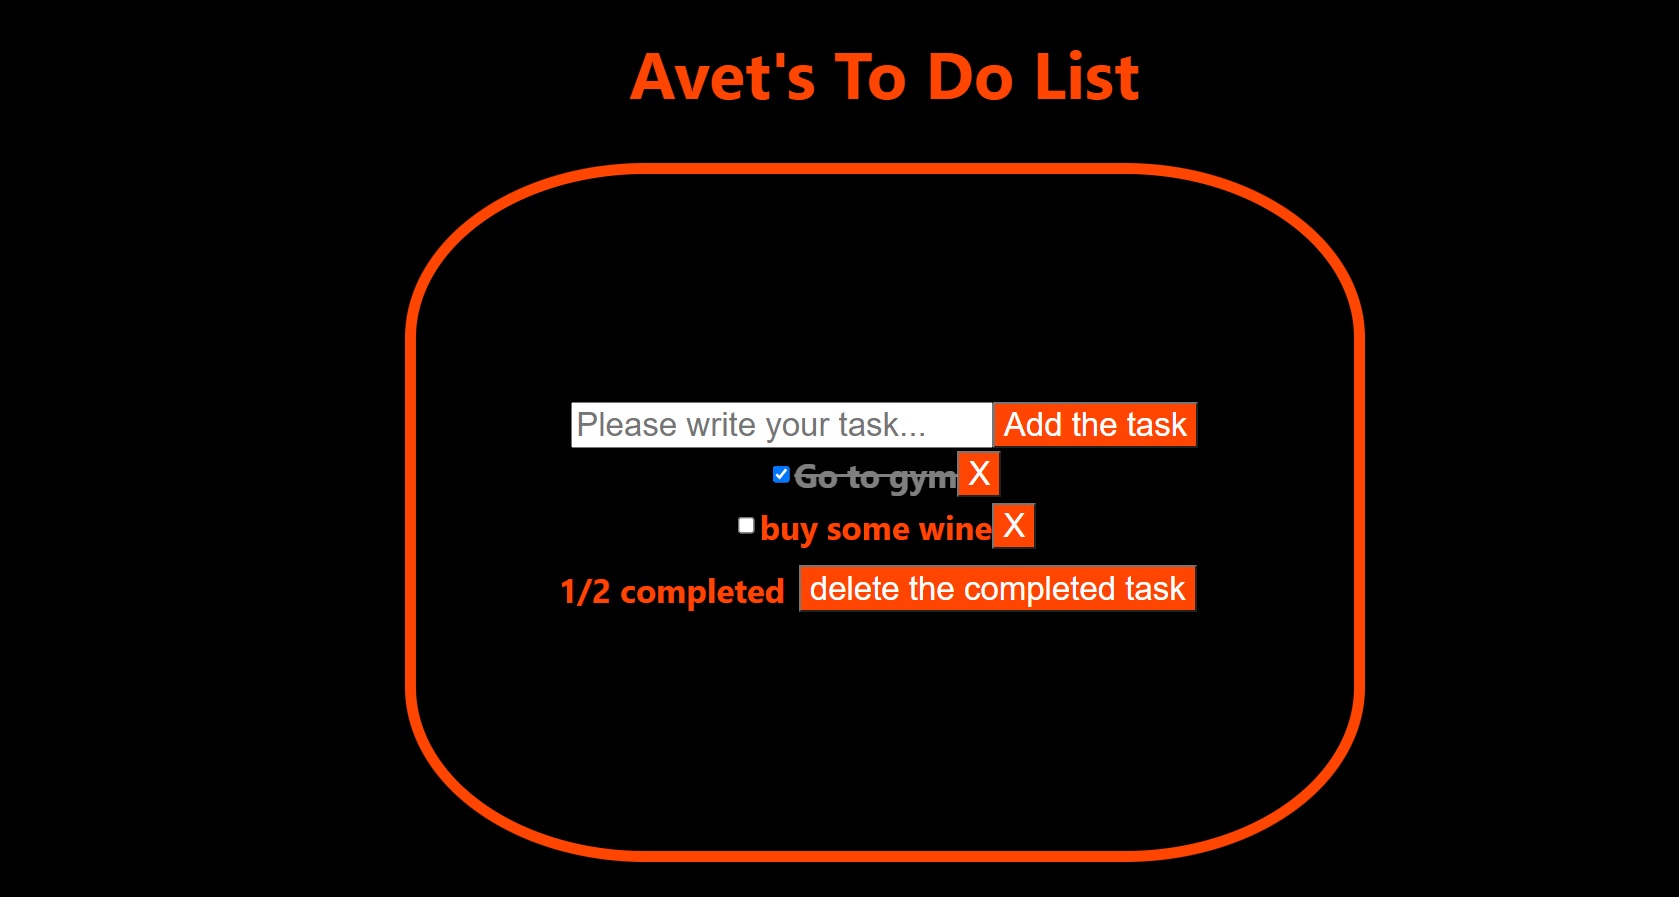 Avet's To Do List
Please write your task... Add the task
Go to gym X
buy some wine X
1/2 completed delete the completed task